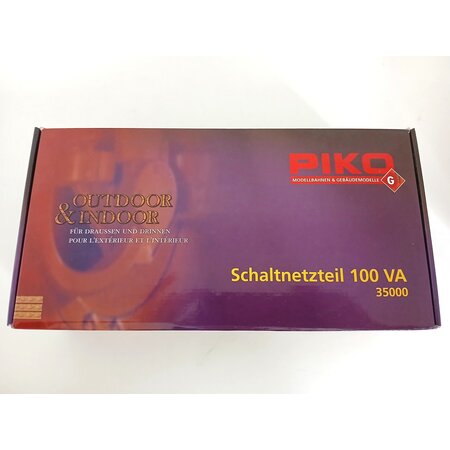 PIKO
MODELLBAHNEN & GEBÄUDEMODELLE G
OUTDOOR
& INDOOR
FÜR DRAUSSEN UND DRINNEN
POUR L'EXTÉRIEUR ET L'INTÉRIEUR
Schaltnetzteil 100 VA
35000